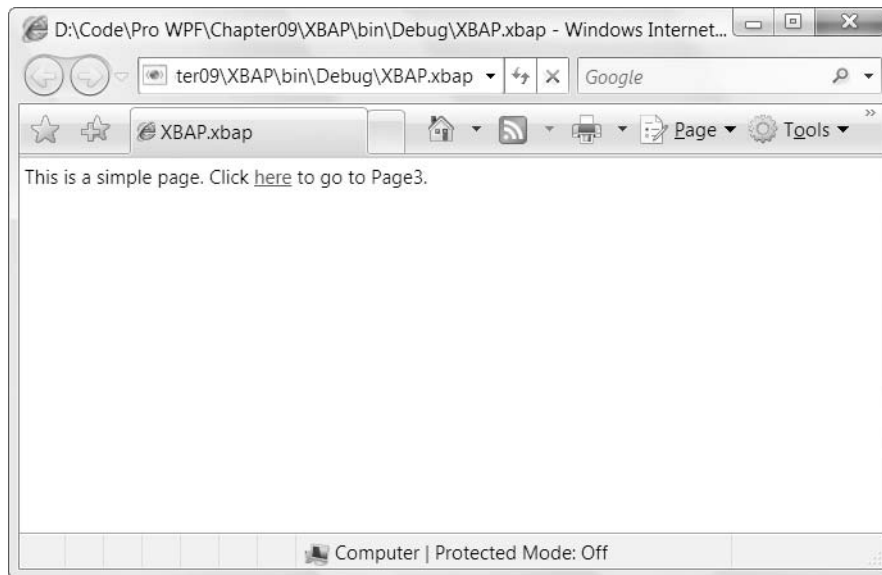 D:\Code\Pro WPF\Chapter09\XBAP\bin\Debug\XBAP.xbap - Windows Internet...
ter09\XBAP\bin\Debug\XBAP.xbap
Google
XBAP.xbap
Page
Tools
This is a simple page. Click here to go to Page3.
Computer | Protected Mode: Off